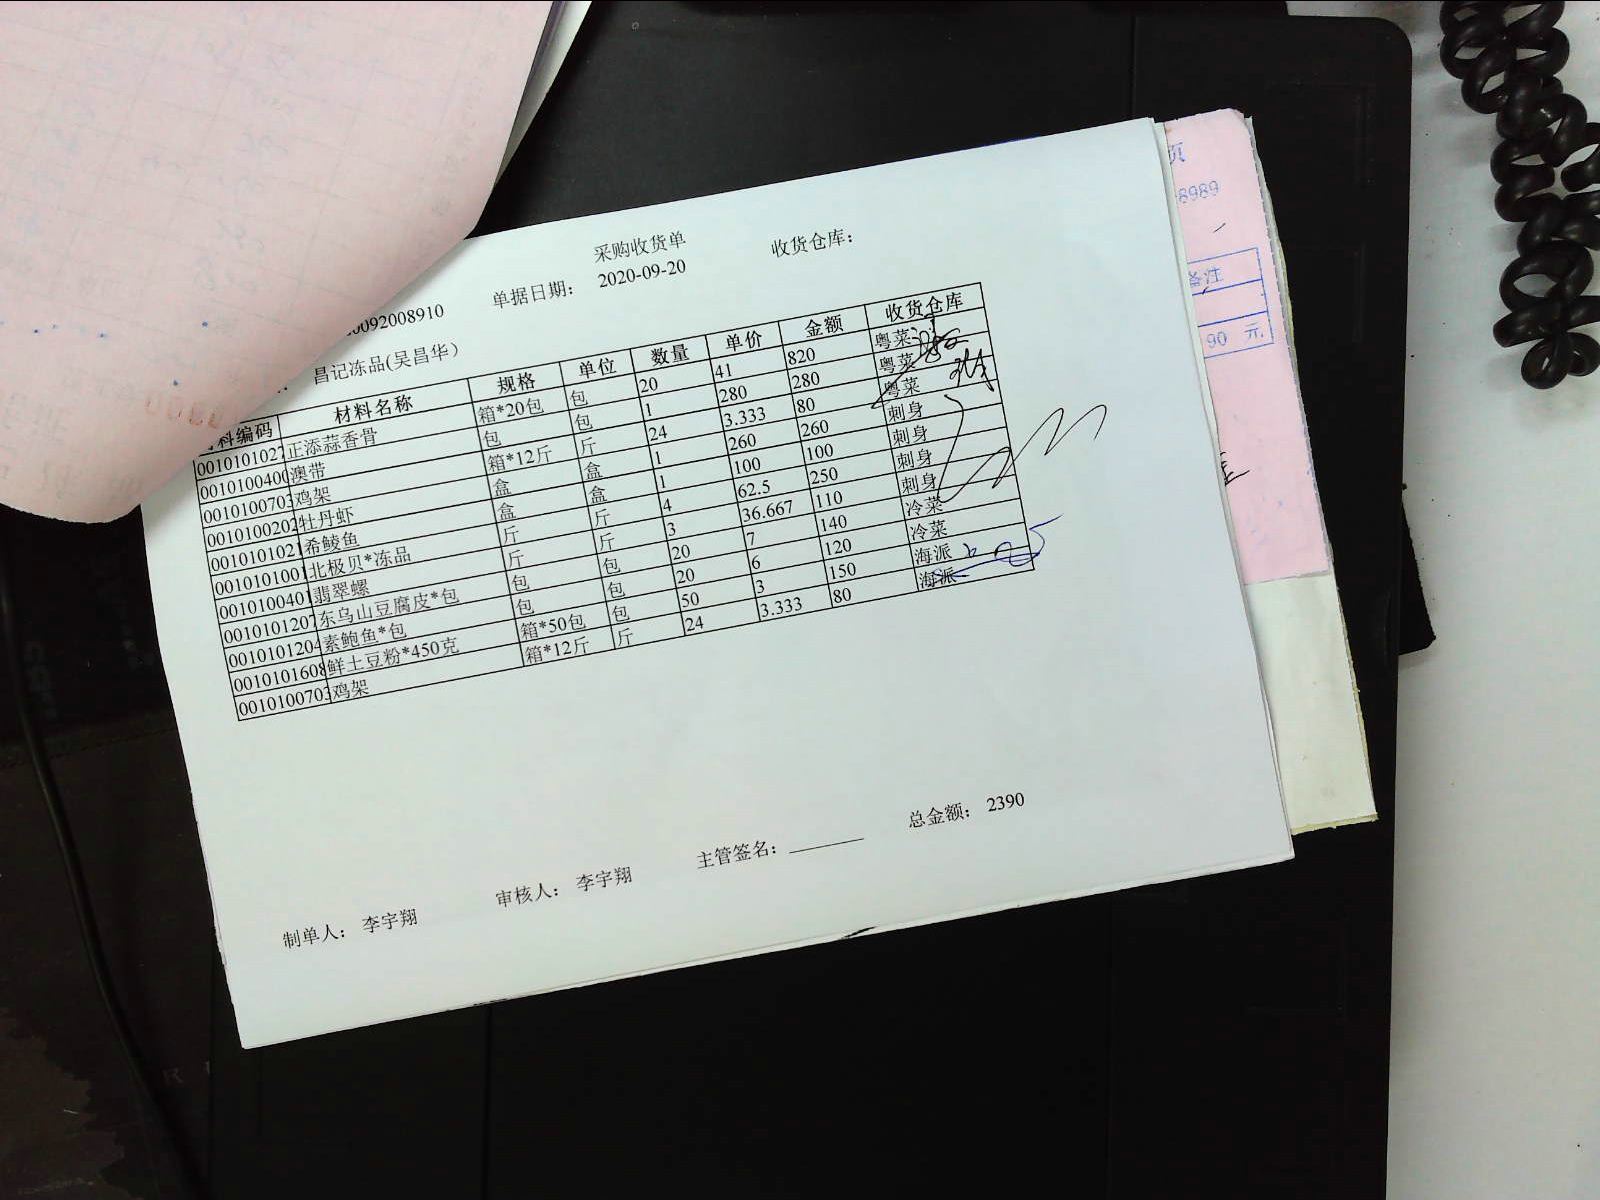 采购收货单
0092008910 单据日期: 2020-09-20 收货仓库:
昌记冻品(吴昌华)
料编码 材料名称 规格 单位 数量 单价 金额 收货仓库
0010101027 正添蒜香骨 箱*20包 包 20 41 820 粤菜
0010100400 澳带 包 包 1 280 280 粤菜
0010100703 鸡架 箱*12斤 斤 24 3.333 80 粤菜
0010100202 牡丹虾 盒 盒 1 260 260 刺身
0010101021 希鲮鱼 盒 盒 1 100 100 刺身
0010101001 北极贝*冻品 斤 斤 4 62.5 250 刺身
0010100401 翡翠螺 斤 斤 3 36.667 110 刺身
0010101207 东乌山豆腐皮*包 包 包 20 7 140 冷菜
0010101204 素鲍鱼*包 包 包 20 6 120 冷菜
0010101608 鲜土豆粉*450克 箱*50包 包 50 3 150 海派
0010100703 鸡架 箱*12斤 斤 24 3.333 80 海派
制单人: 李宇翔 审核人: 李宇翔 主管签名: 总金额: 2390
页
8989
备注
90 元